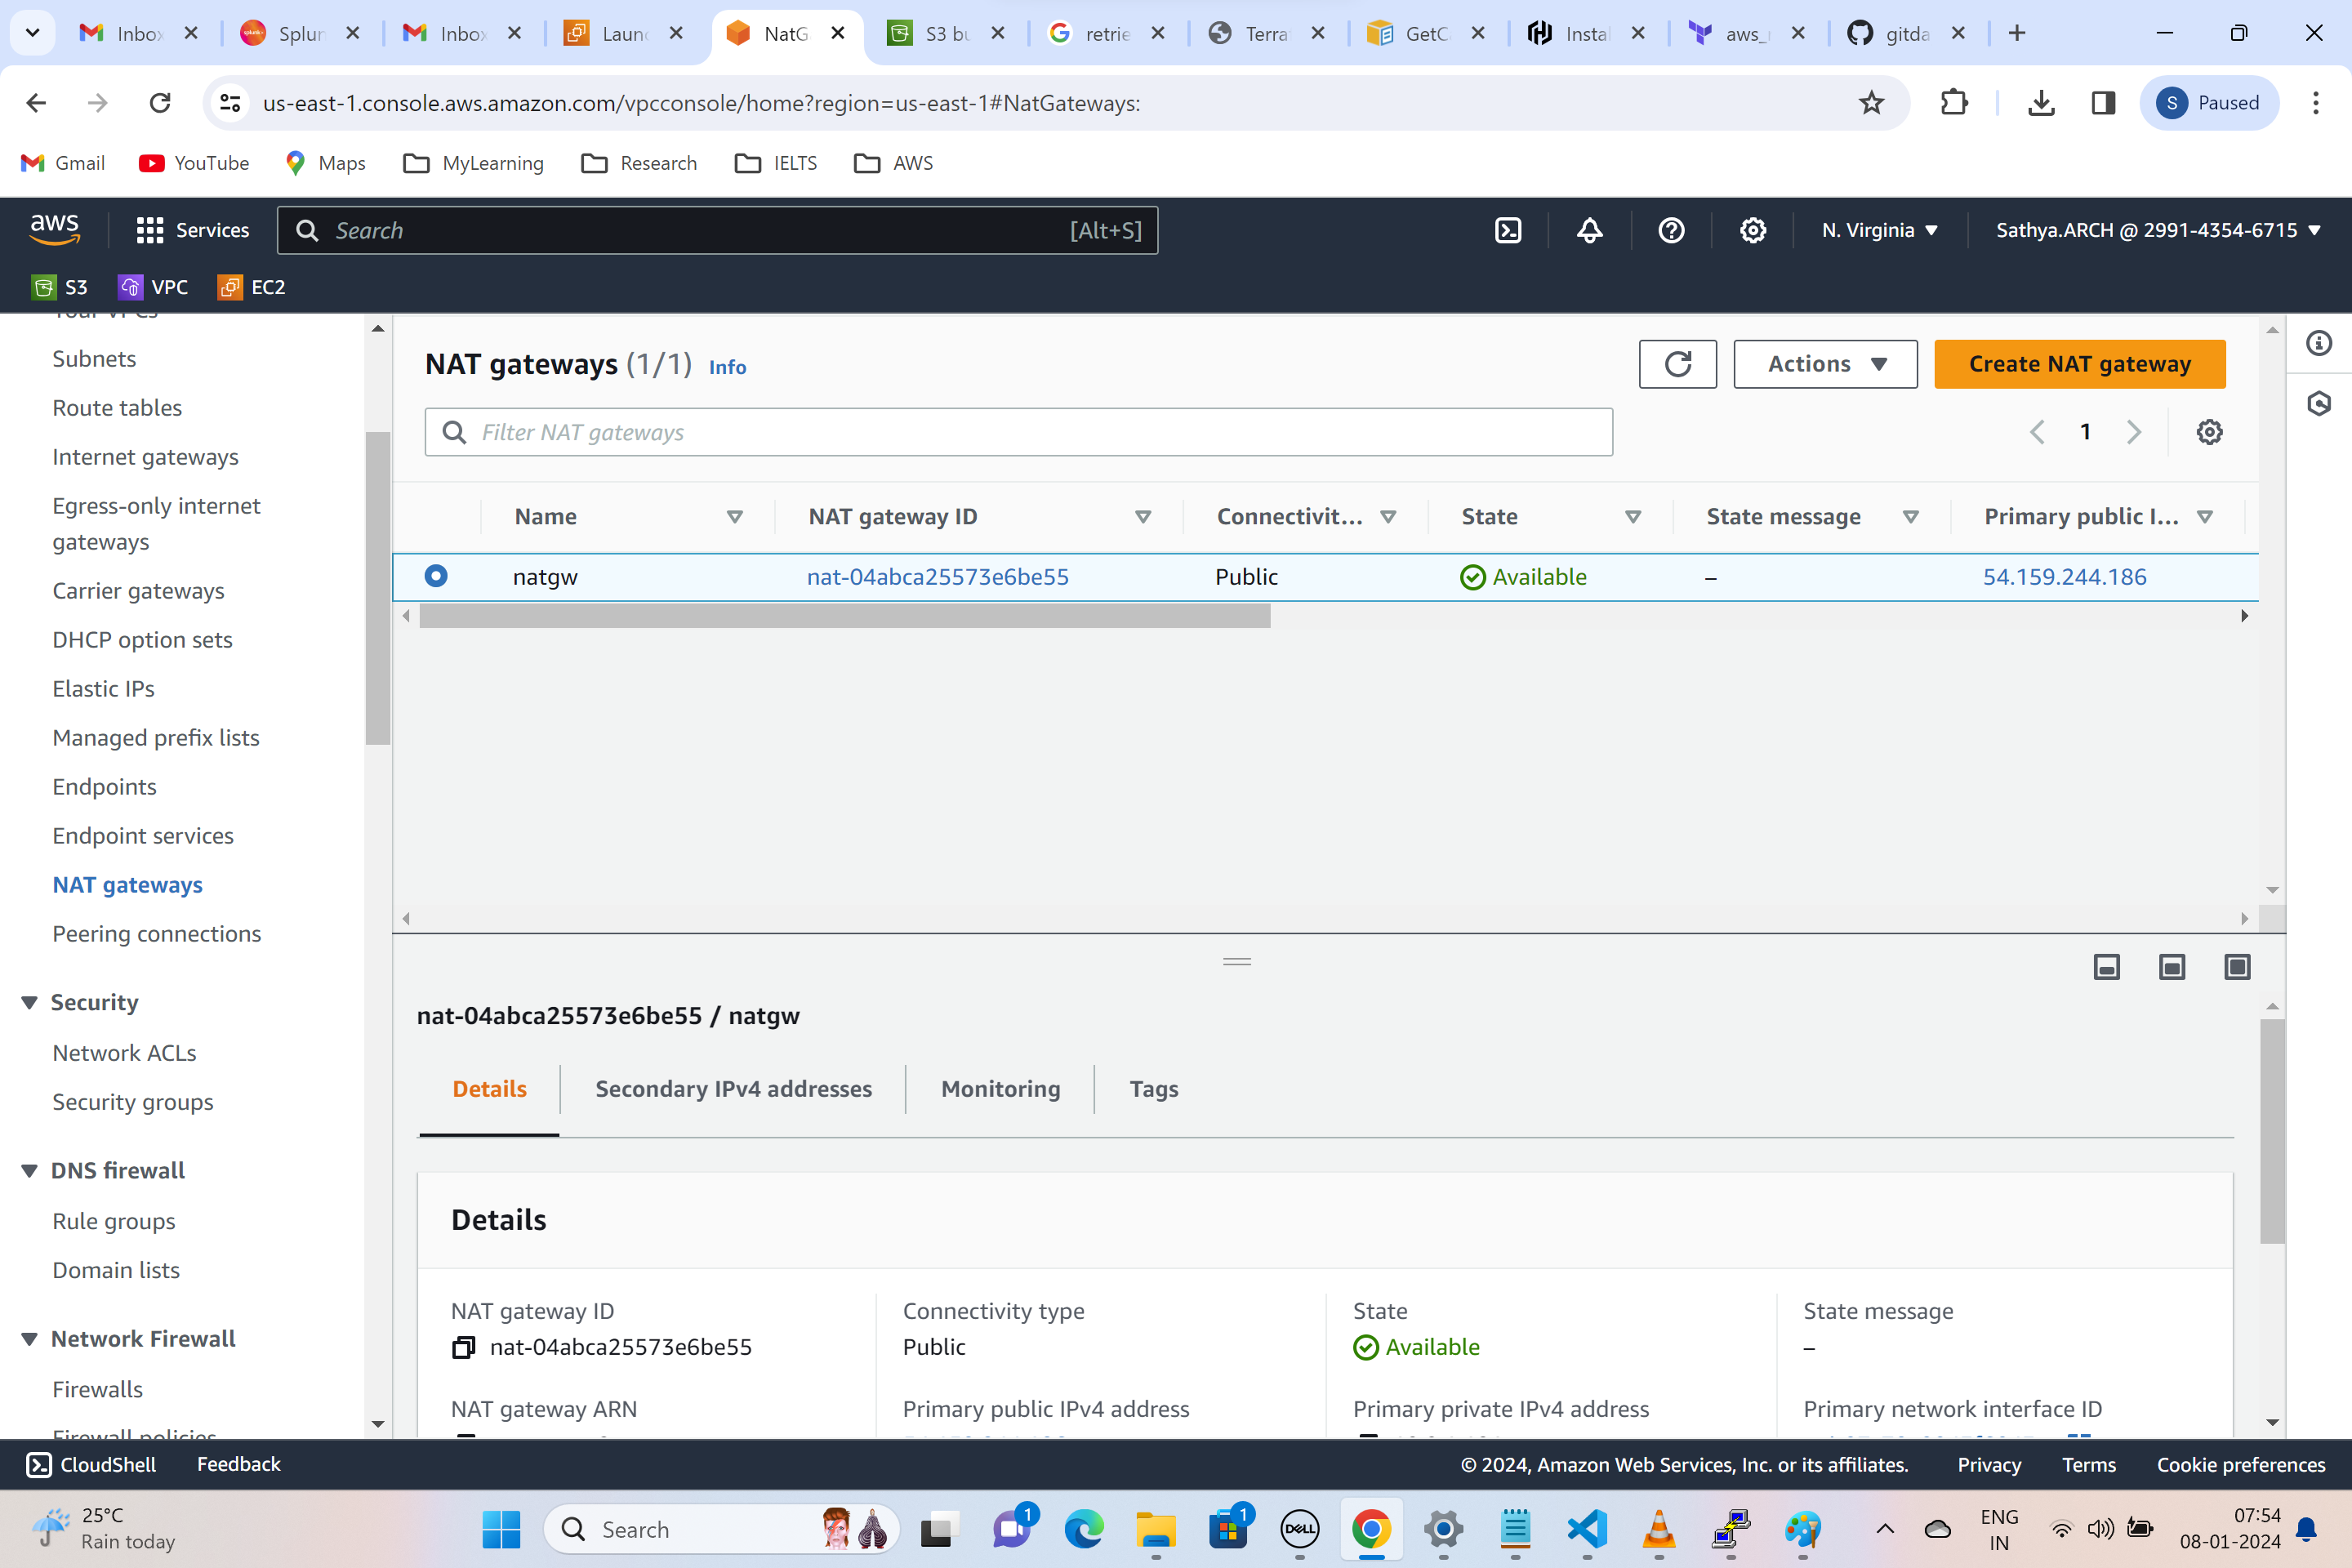 Inbox
Splun
Inbox
Launc
NatG
S3 bu
retrie
Terra
GetC
Instal
aws_
gitda
us-east-1.console.aws.amazon.com/vpcconsole/home?region=us-east-1#NatGateways:
S
Paused
Gmail
YouTube
Maps
MyLearning
Research
IELTS
AWS
aws
Services
Search
[Alt+S]
N. Virginia
Sathya.ARCH @ 2991-4354-6715
S3
VPC
EC2
Your VPCs
Subnets
Route tables
Internet gateways
Egress-only internet
gateways
Carrier gateways
DHCP option sets
Elastic IPs
Managed prefix lists
Endpoints
Endpoint services
NAT gateways
Peering connections
Security
Network ACLs
Security groups
DNS firewall
Rule groups
Domain lists
Network Firewall
Firewalls
Firewall policies
NAT gateways (1/1) Info
Actions
Create NAT gateway
Filter NAT gateways
1
Name
NAT gateway ID
Connectivit...
State
State message
Primary public I...
natgw
nat-04abca25573e6be55
Public
Available
–
54.159.244.186
nat-04abca25573e6be55 / natgw
Details
Secondary IPv4 addresses
Monitoring
Tags
Details
NAT gateway ID
nat-04abca25573e6be55
Connectivity type
Public
State
Available
State message
–
NAT gateway ARN
Primary public IPv4 address
Primary private IPv4 address
Primary network interface ID
CloudShell
Feedback
© 2024, Amazon Web Services, Inc. or its affiliates.
Privacy
Terms
Cookie preferences
25°C
Rain today
Search
1
1
DELL
ENG
IN
07:54
08-01-2024